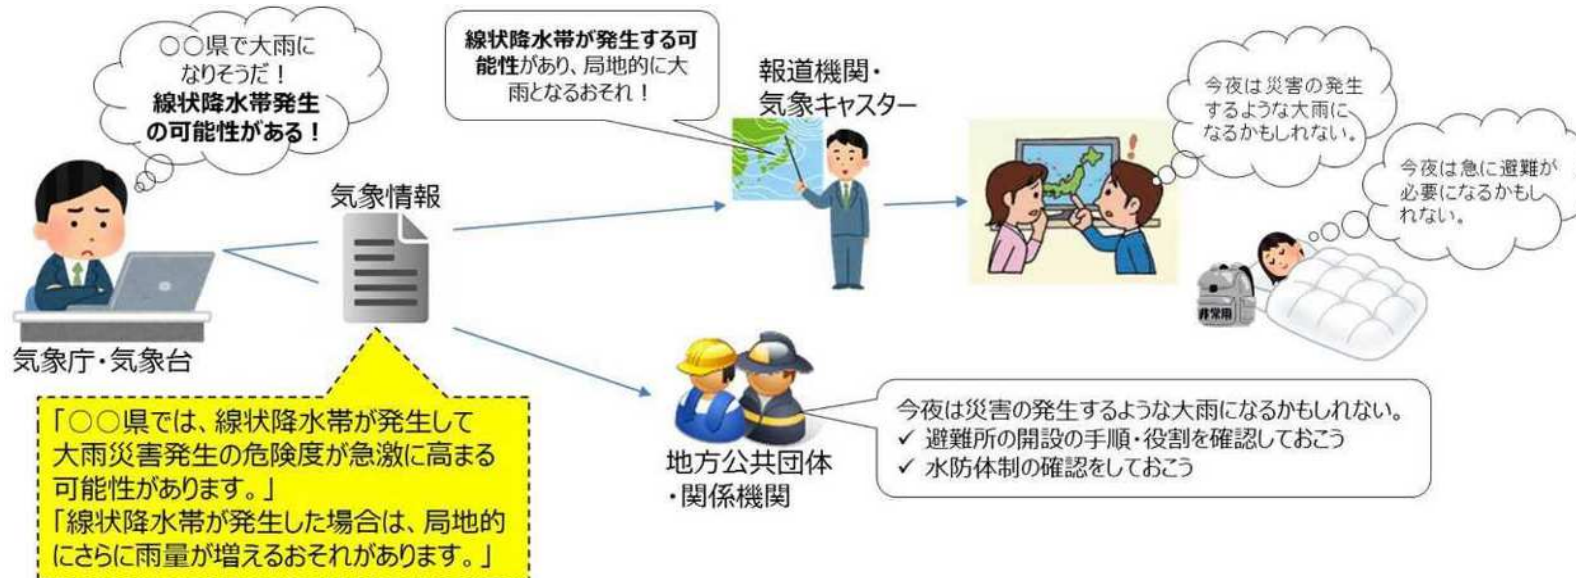 ○○県で大雨に
なりそうだ！
線状降水帯発生
の可能性がある！
気象庁・気象台
気象情報
「○○県では、線状降水帯が発生して
大雨災害発生の危険度が急激に高まる
可能性があります。」
「線状降水帯が発生した場合は、局地的
にさらに雨量が増えるおそれがあります。」
線状降水帯が発生する可
能性があり、局地的に大
雨となるおそれ！
報道機関・
気象キャスター
今夜は災害の発生
するような大雨に
なるかもしれない。
今夜は急に避難が
必要になるかもし
れない。
非常用
地方公共団体
・関係機関
今夜は災害の発生するような大雨になるかもしれない。
✓ 避難所の開設の手順・役割を確認しておこう
✓ 水防体制の確認をしておこう